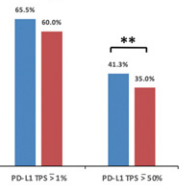 65.5%
60.0%
**
41.3%
35.0%
PD-L1 TPS ≥ 1%
PD-L1 TPS ≥ 50%